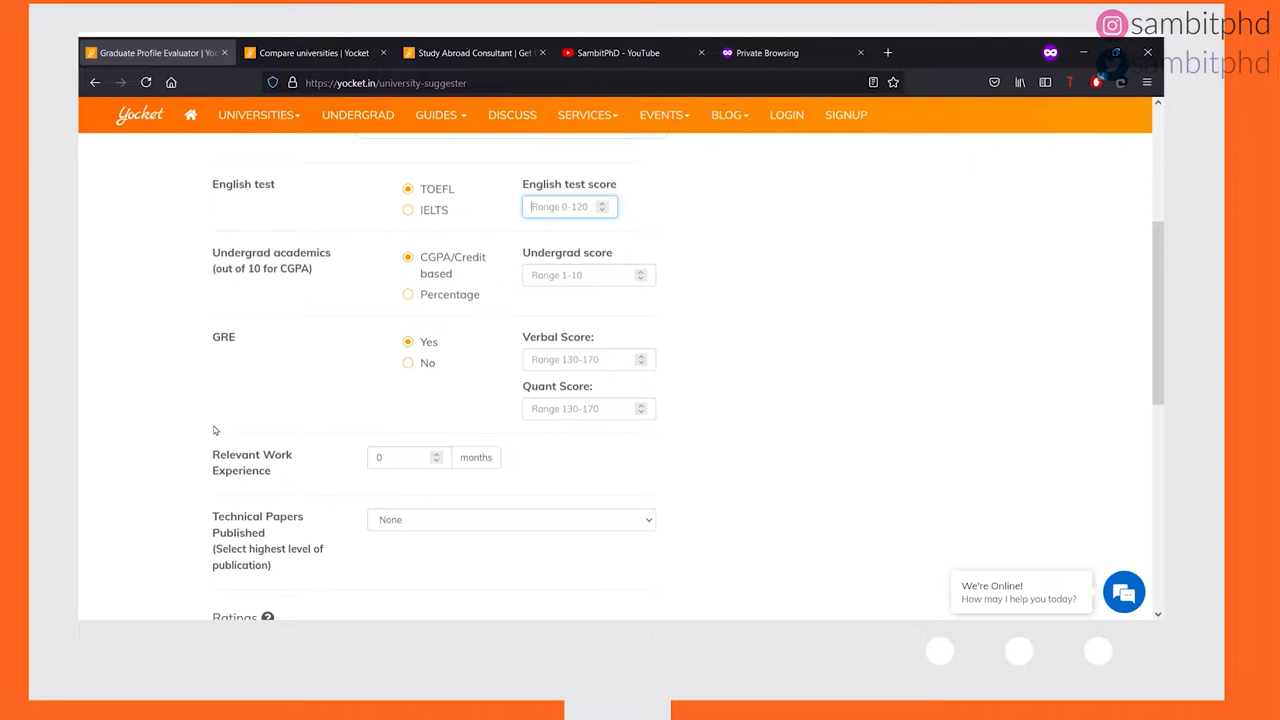 sambitphd
sambitphd
Graduate Profile Evaluator | Yoc
Compare universities | Yocket
Study Abroad Consultant | Get
SambitPhD - YouTube
Private Browsing
https://yocket.in/university-suggester
Yocket
UNIVERSITIES
UNDERGRAD
GUIDES
DISCUSS
SERVICES
EVENTS
BLOG
LOGIN
SIGNUP
English test
TOEFL
IELTS
English test score
Range 0-120
Undergrad academics
(out of 10 for CGPA)
CGPA/Credit
based
Percentage
Undergrad score
Range 1-10
GRE
Yes
No
Verbal Score:
Range 130-170
Quant Score:
Range 130-170
Relevant Work
Experience
0
months
Technical Papers
Published
(Select highest level of
publication)
None
Ratings ?
We're Online!
How may I help you today?